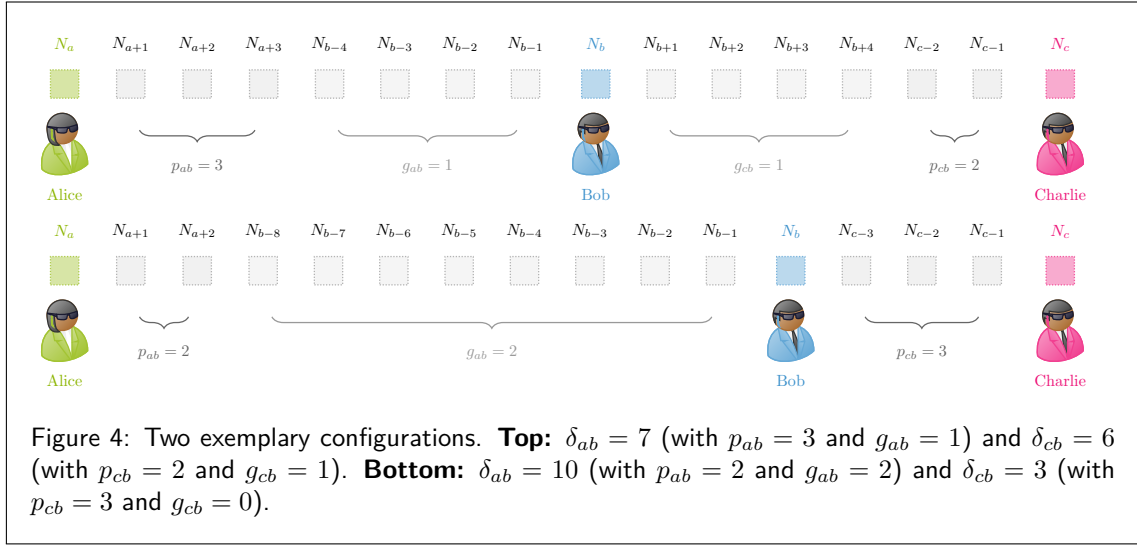 N_a N_{a+1} N_{a+2} N_{a+3} N_{b−4} N_{b−3} N_{b−2} N_{b−1} N_b N_{b+1} N_{b+2} N_{b+3} N_{b+4} N_{c−2} N_{c−1} N_c
p_{ab} = 3 g_{ab} = 1 g_{cb} = 1 p_{cb} = 2
Alice Bob Charlie
N_a N_{a+1} N_{a+2} N_{b−8} N_{b−7} N_{b−6} N_{b−5} N_{b−4} N_{b−3} N_{b−2} N_{b−1} N_b N_{c−3} N_{c−2} N_{c−1} N_c
p_{ab} = 2 g_{ab} = 2 p_{cb} = 3
Alice Bob Charlie
Figure 4: Two exemplary configurations. Top: δ_{ab} = 7 (with p_{ab} = 3 and g_{ab} = 1) and δ_{cb} = 6
(with p_{cb} = 2 and g_{cb} = 1). Bottom: δ_{ab} = 10 (with p_{ab} = 2 and g_{ab} = 2) and δ_{cb} = 3 (with
p_{cb} = 3 and g_{cb} = 0).